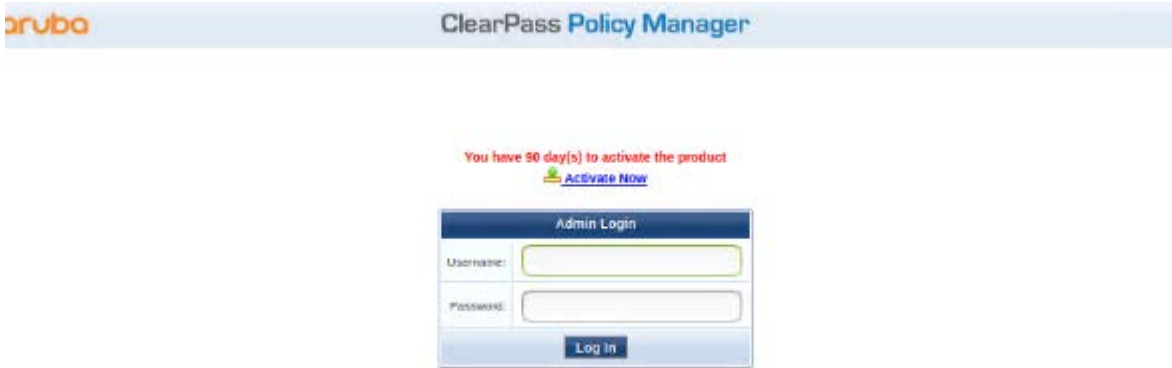 aruba
ClearPass Policy Manager
You have 90 day(s) to activate the product
Activate Now
Admin Login
Username:
Password:
Log In